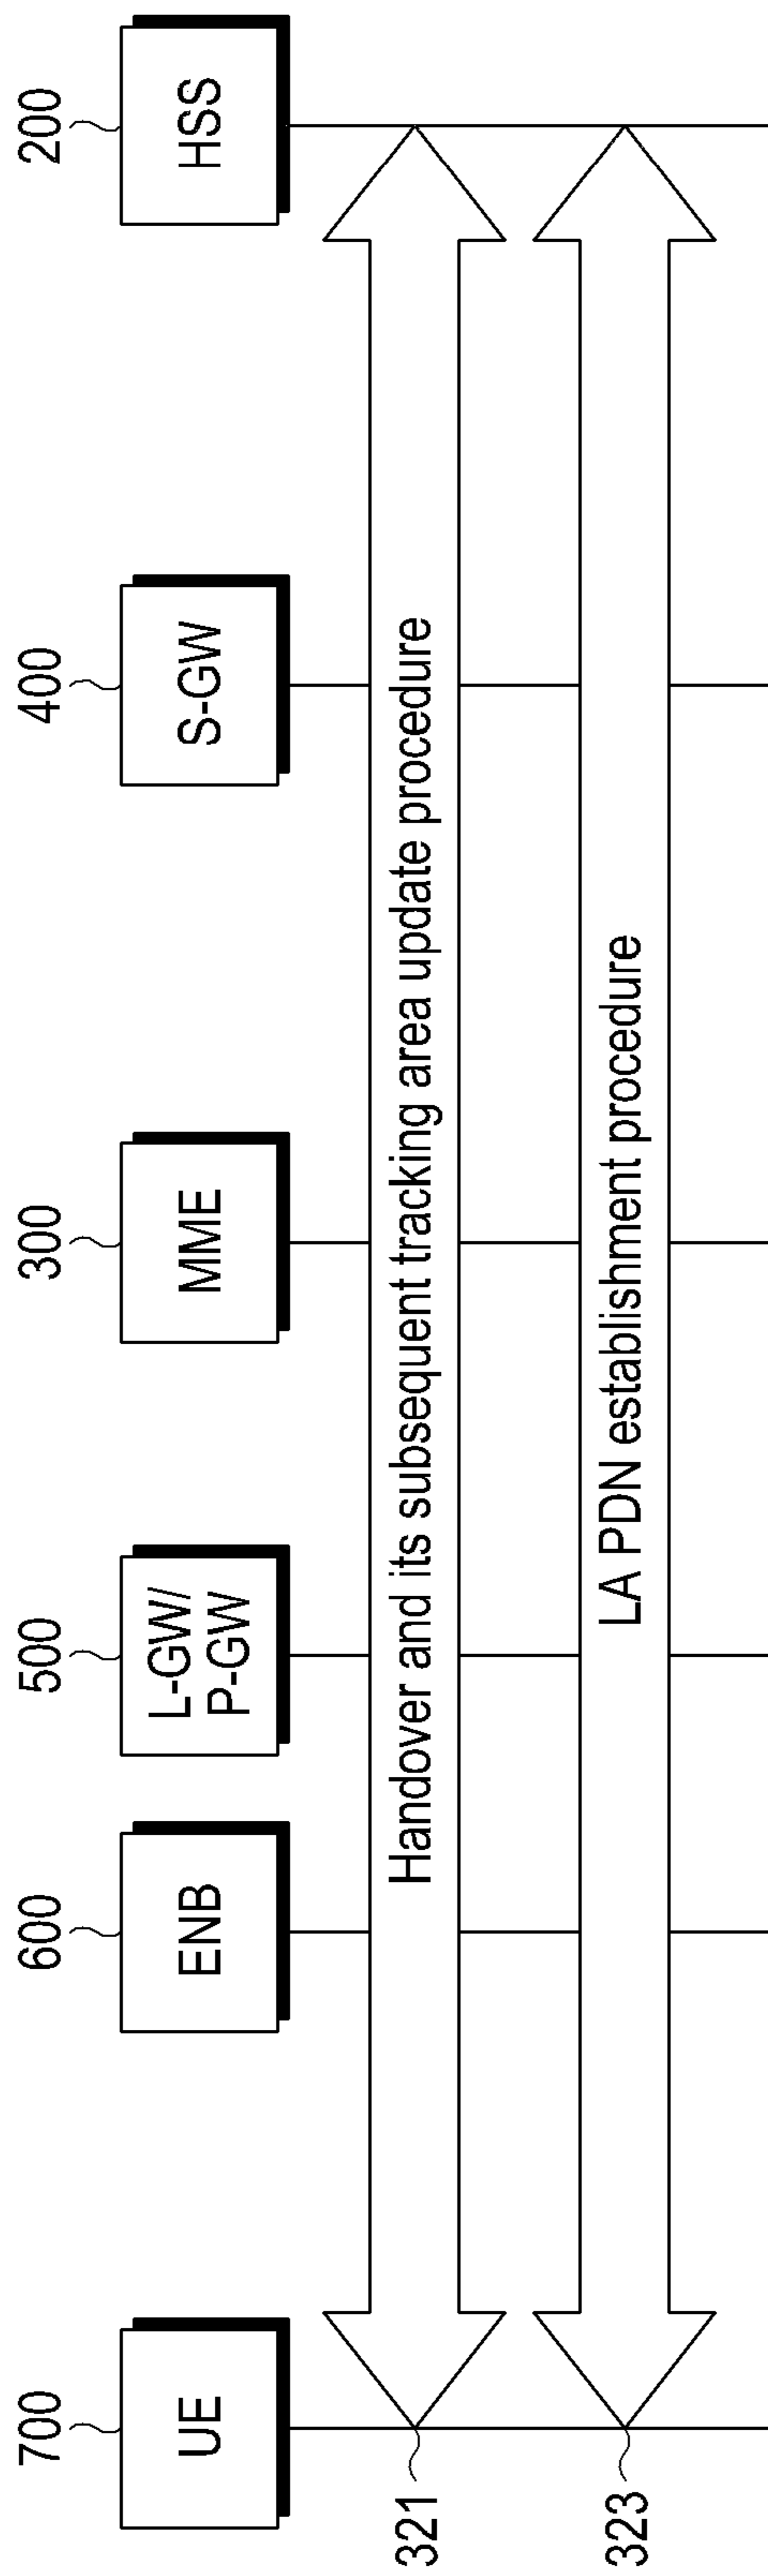 700
600
500
300
400
200
UE
ENB
L-GW/
P-GW
MME
S-GW
HSS
321
Handover and its subsequent tracking area update procedure
323
LA PDN establishment procedure